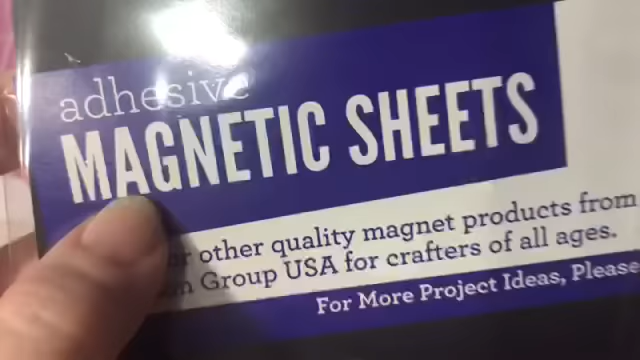 adhesive
MAGNETIC SHEETS
other quality magnet products from
Group USA for crafters of all ages.
For More Project Ideas, Please